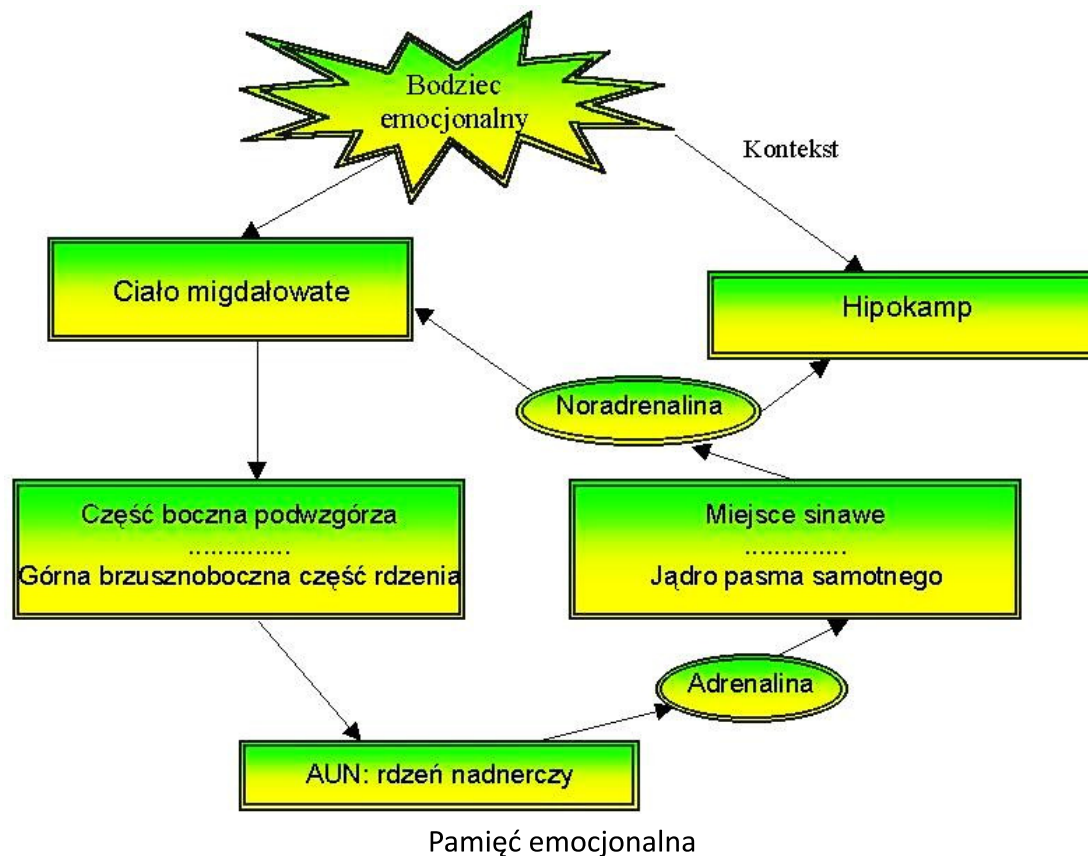 Bodziec
emocjonalny
Kontekst
Ciało migdałowate
Hipokamp
Noradrenalina
Część boczna podwzgórza
..............
Górna brzusznoboczna część rdzenia
Miejsce sinawe
..............
Jądro pasma samotnego
Adrenalina
AUN: rdzeń nadnerczy
Pamięć emocjonalna